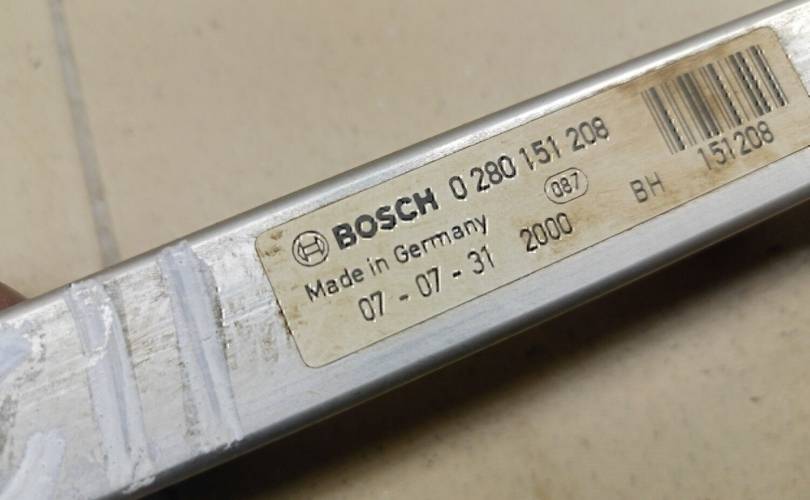 BOSCH 0 280 151 208
Made in Germany 087
07 - 07 - 31 2000 BH 151208